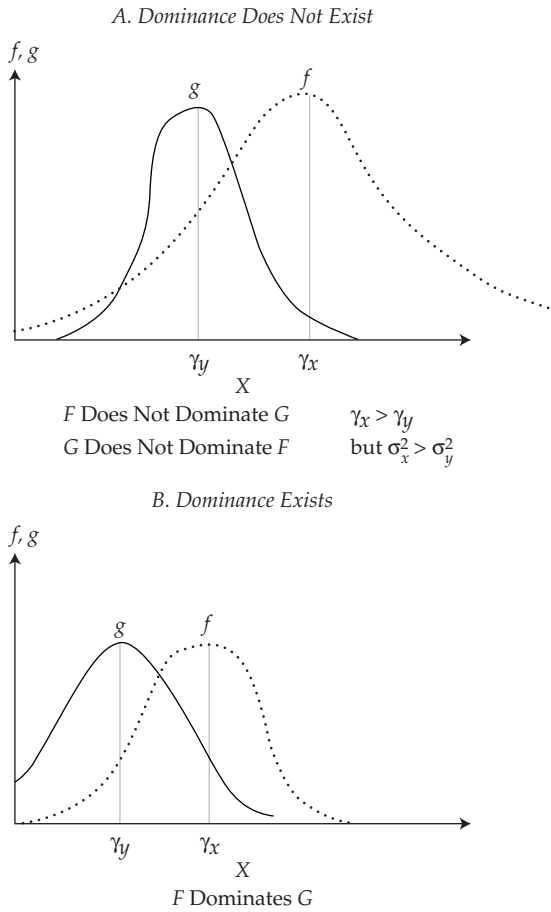 A. Dominance Does Not Exist
f, g
g
f
γy
γx
X
F Does Not Dominate G γx > γy
G Does Not Dominate F but σ²x > σ²y
B. Dominance Exists
f, g
g
f
γy
γx
X
F Dominates G